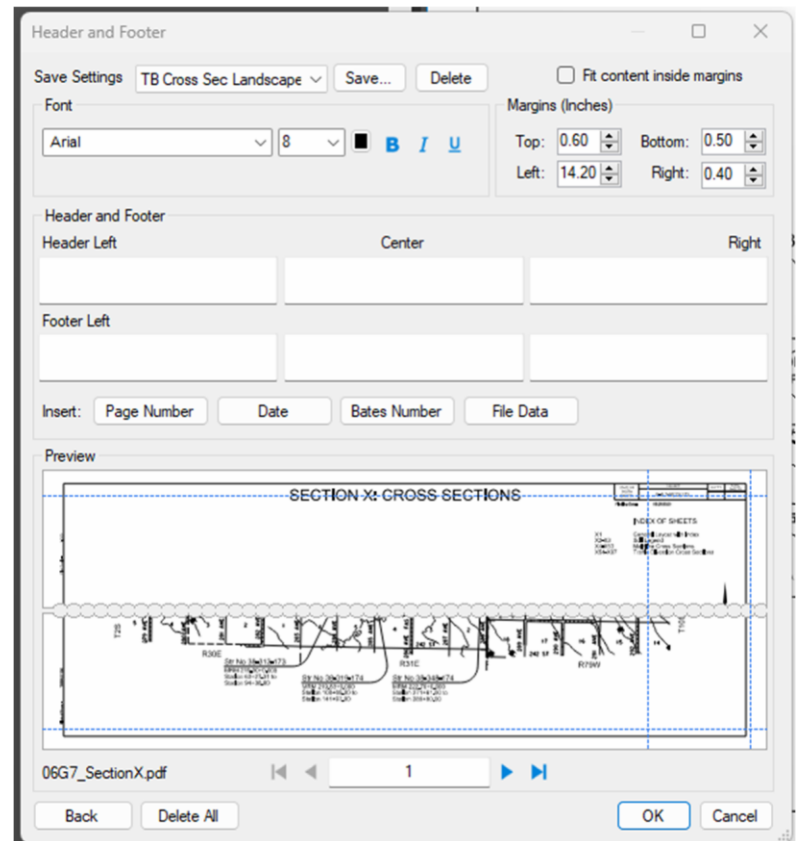 Header and Footer
Save Settings TB Cross Sec Landscape Save... Delete Fit content inside margins
Font
Arial 8 B I U
Margins (Inches)
Top: 0.60 Bottom: 0.50
Left: 14.20 Right: 0.40
Header and Footer
Header Left Center Right
Footer Left
Insert: Page Number Date Bates Number File Data
Preview
SECTION X: CROSS SECTIONS
INDEX OF SHEETS
R30E
R31E
R79W
T2S
06G7_SectionX.pdf 1
Back Delete All OK Cancel